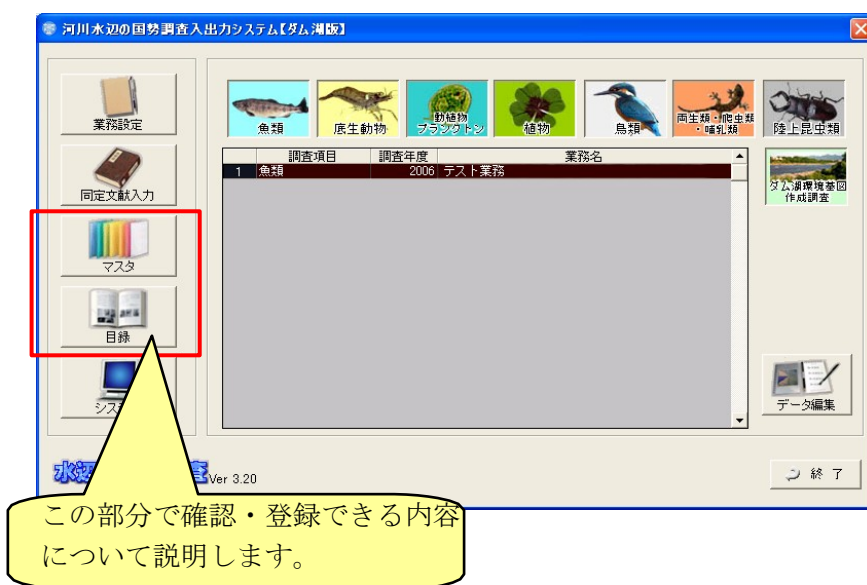 河川水辺の国勢調査入出力システム【ダム湖版】
業務設定
同定文献入力
マスタ
目録
シス
魚類
底生動物
動植物
プランクトン
植物
鳥類
両生類・爬虫類
・哺乳類
陸上昆虫類
調査項目 調査年度 業務名
1 魚類 2006 テスト業務
ダム湖環境基図
作成調査
データ編集
水辺 査 Ver 3.20
終了
この部分で確認・登録できる内容
について説明します。